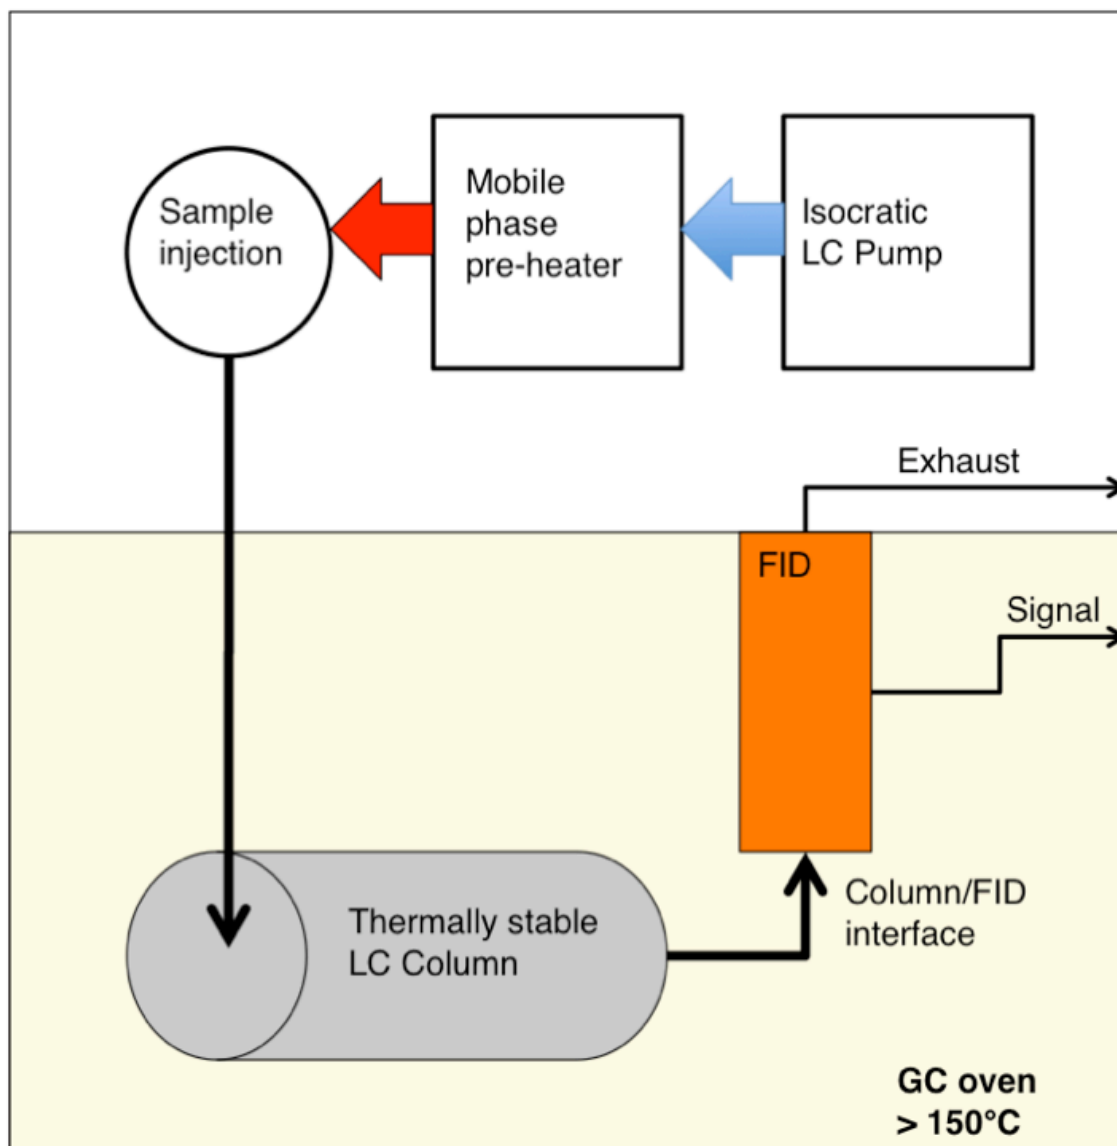 Sample
injection
Mobile
phase
pre-heater
Isocratic
LC Pump
Exhaust
FID
Signal
Column/FID
interface
Thermally stable
LC Column
GC oven
> 150°C